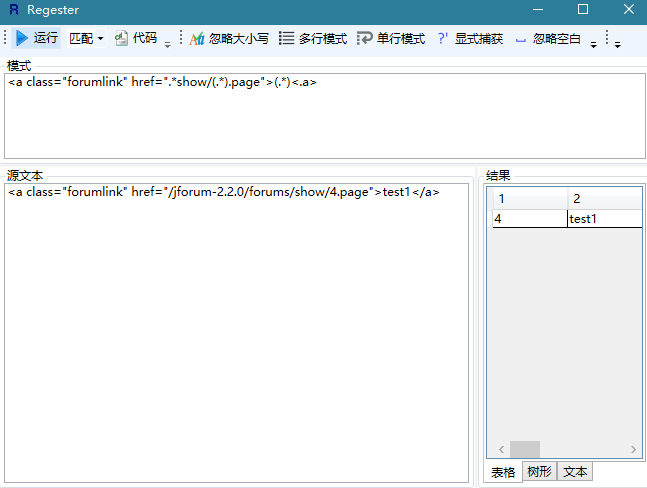 Regester
运行 匹配 代码 忽略大小写 多行模式 单行模式 显式捕获 忽略空白
模式
<a class="forumlink" href=".*show/(.*).page">(.*)<.a>
源文本
<a class="forumlink" href="/jforum-2.2.0/forums/show/4.page">test1</a>
结果
1 2
4 test1
表格 树形 文本